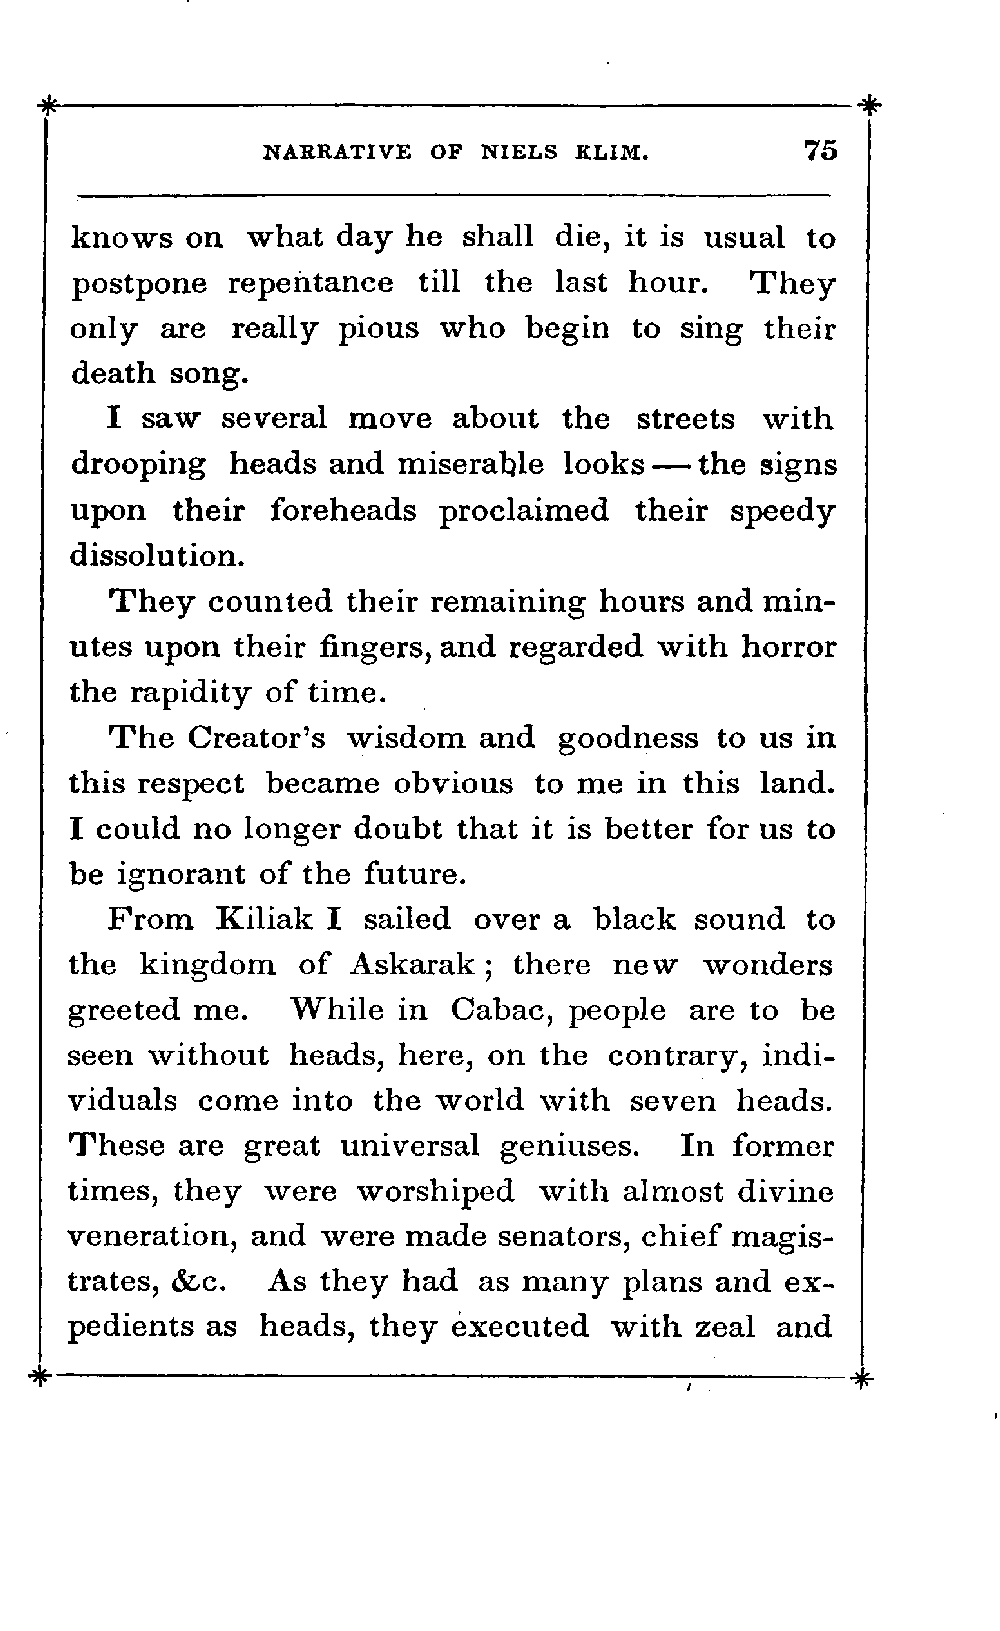 NARRATIVE OF NIELS KLIM. 75
knows on what day he shall die, it is usual to
postpone repentance till the last hour. They
only are really pious who begin to sing their
death song.
I saw several move about the streets with
drooping heads and miserable looks — the signs
upon their foreheads proclaimed their speedy
dissolution.
They counted their remaining hours and min-
utes upon their fingers, and regarded with horror
the rapidity of time.
The Creator's wisdom and goodness to us in
this respect became obvious to me in this land.
I could no longer doubt that it is better for us to
be ignorant of the future.
From Kiliak I sailed over a black sound to
the kingdom of Askarak; there new wonders
greeted me. While in Cabac, people are to be
seen without heads, here, on the contrary, indi-
viduals come into the world with seven heads.
These are great universal geniuses. In former
times, they were worshiped with almost divine
veneration, and were made senators, chief magis-
trates, &c. As they had as many plans and ex-
pedients as heads, they executed with zeal and